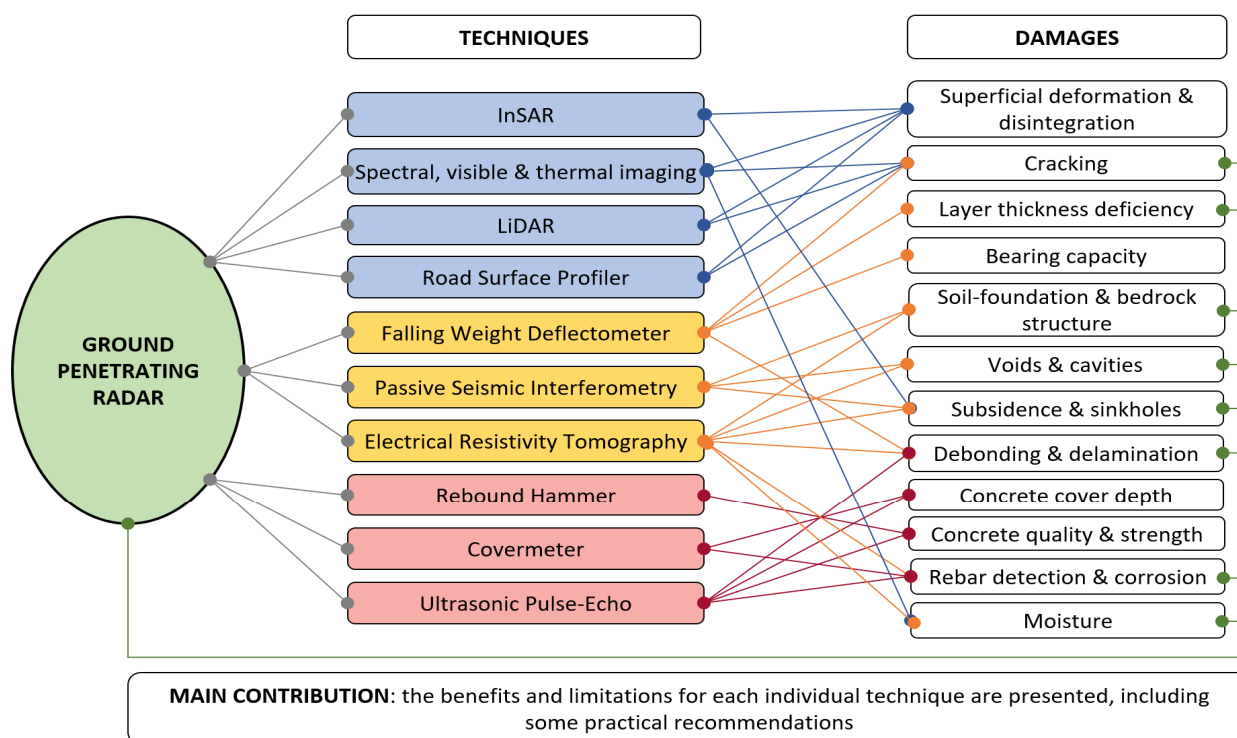 TECHNIQUES
DAMAGES
InSAR
Spectral, visible & thermal imaging
LiDAR
Road Surface Profiler
Falling Weight Deflectometer
Passive Seismic Interferometry
Electrical Resistivity Tomography
Rebound Hammer
Covermeter
Ultrasonic Pulse-Echo
GROUND
PENETRATING
RADAR
Superficial deformation &
disintegration
Cracking
Layer thickness deficiency
Bearing capacity
Soil-foundation & bedrock
structure
Voids & cavities
Subsidence & sinkholes
Debonding & delamination
Concrete cover depth
Concrete quality & strength
Rebar detection & corrosion
Moisture
MAIN CONTRIBUTION: the benefits and limitations for each individual technique are presented, including
some practical recommendations